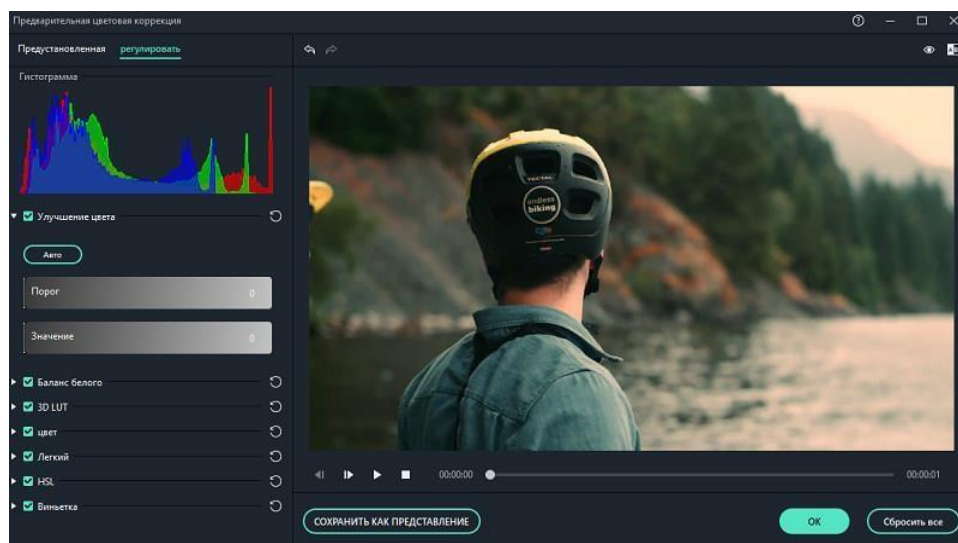 Предварительная цветовая коррекция
Предустановленная регулировать
Гистограмма
Улучшение цвета
Авто
Порог 0
Значение 0
Баланс белого
3D LUT
цвет
Легкий
HSL
Виньетка
TECTAL
endless
biking
00:00:00 00:00:01
СОХРАНИТЬ КАК ПРЕДСТАВЛЕНИЕ OK Сбросить все